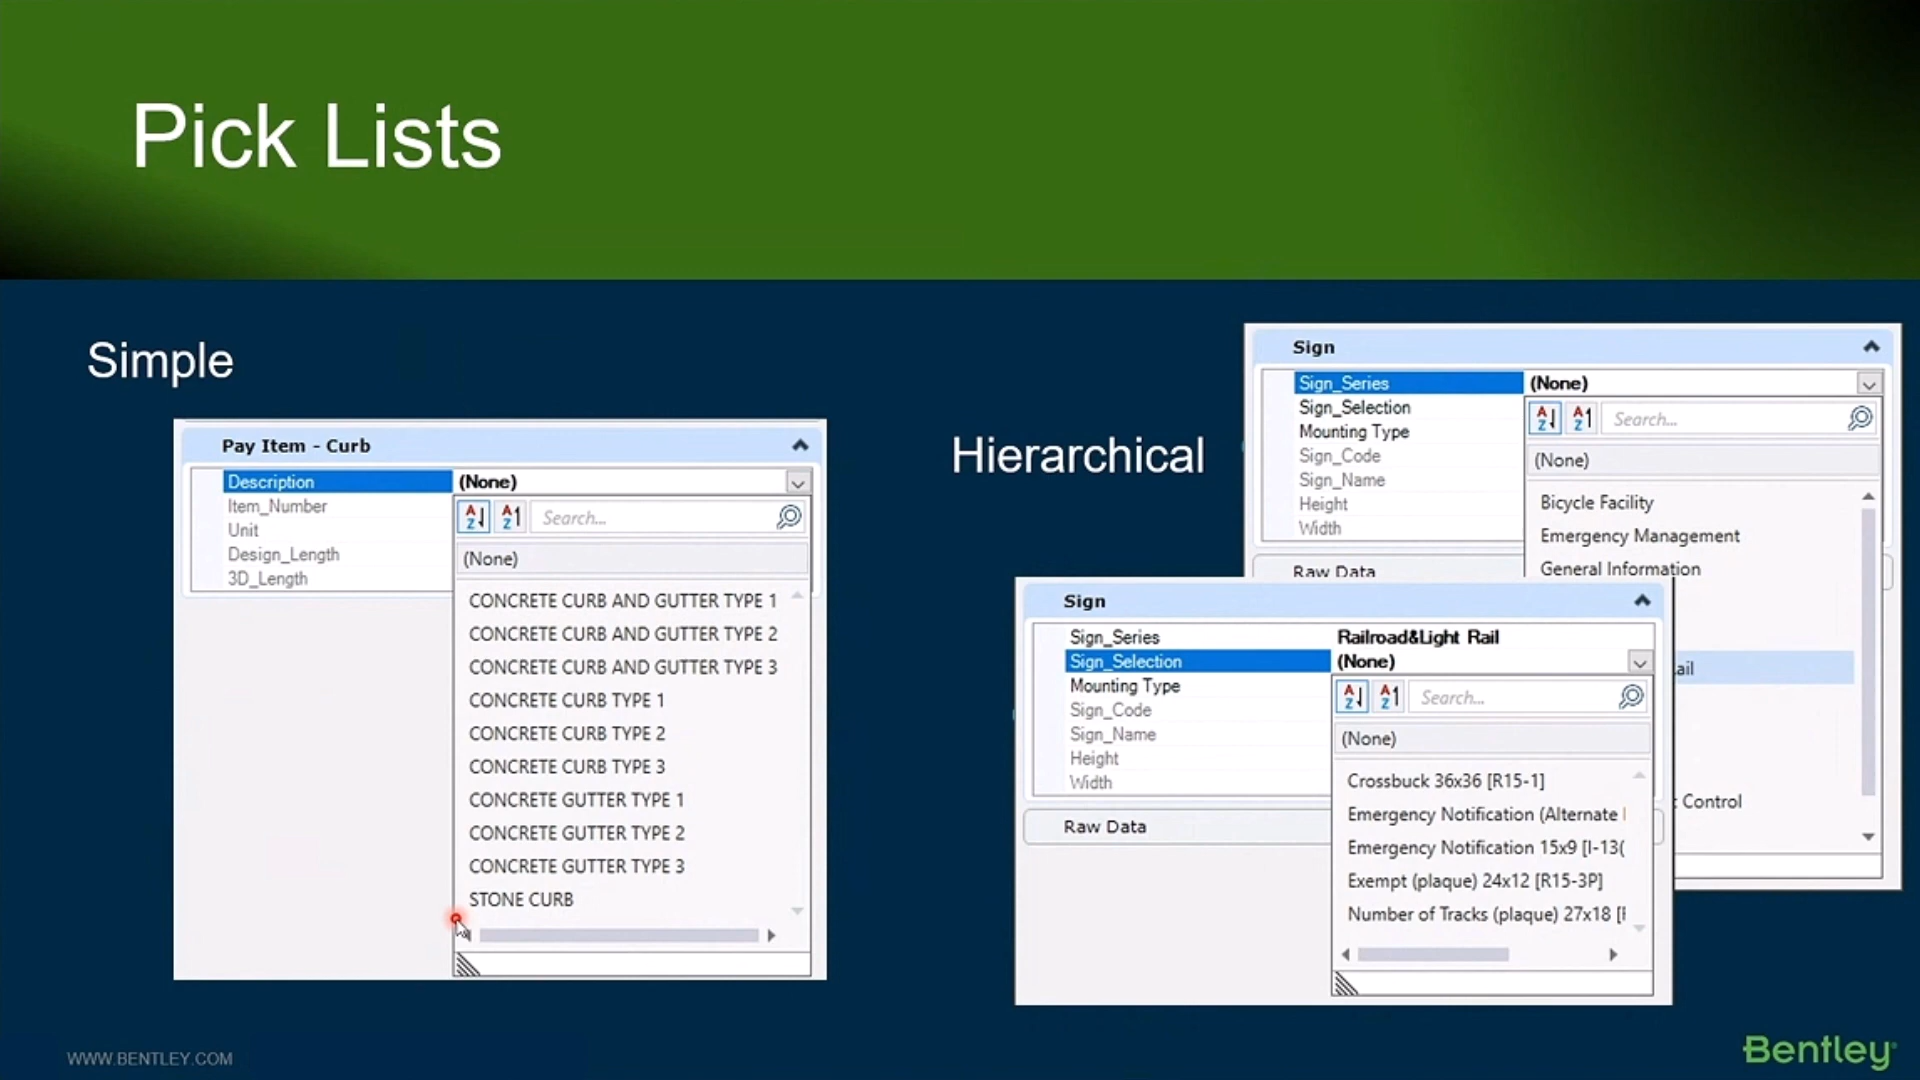 Pick Lists
Simple
Pay Item - Curb
Description (None)
Item_Number
Unit
Design_Length
3D_Length
Search...
(None)
CONCRETE CURB AND GUTTER TYPE 1
CONCRETE CURB AND GUTTER TYPE 2
CONCRETE CURB AND GUTTER TYPE 3
CONCRETE CURB TYPE 1
CONCRETE CURB TYPE 2
CONCRETE CURB TYPE 3
CONCRETE GUTTER TYPE 1
CONCRETE GUTTER TYPE 2
CONCRETE GUTTER TYPE 3
STONE CURB
Hierarchical
Sign
Sign_Series (None)
Sign_Selection
Mounting Type
Sign_Code
Sign_Name
Height
Width
Raw Data
Search...
(None)
Bicycle Facility
Emergency Management
General Information
ail
Control
Sign
Sign_Series Railroad&Light Rail
Sign_Selection (None)
Mounting Type
Sign_Code
Sign_Name
Height
Width
Raw Data
Search...
(None)
Crossbuck 36x36 [R15-1]
Emergency Notification (Alternate
Emergency Notification 15x9 [I-13(
Exempt (plaque) 24x12 [R15-3P]
Number of Tracks (plaque) 27x18 [
WWW.BENTLEY.COM
Bentley